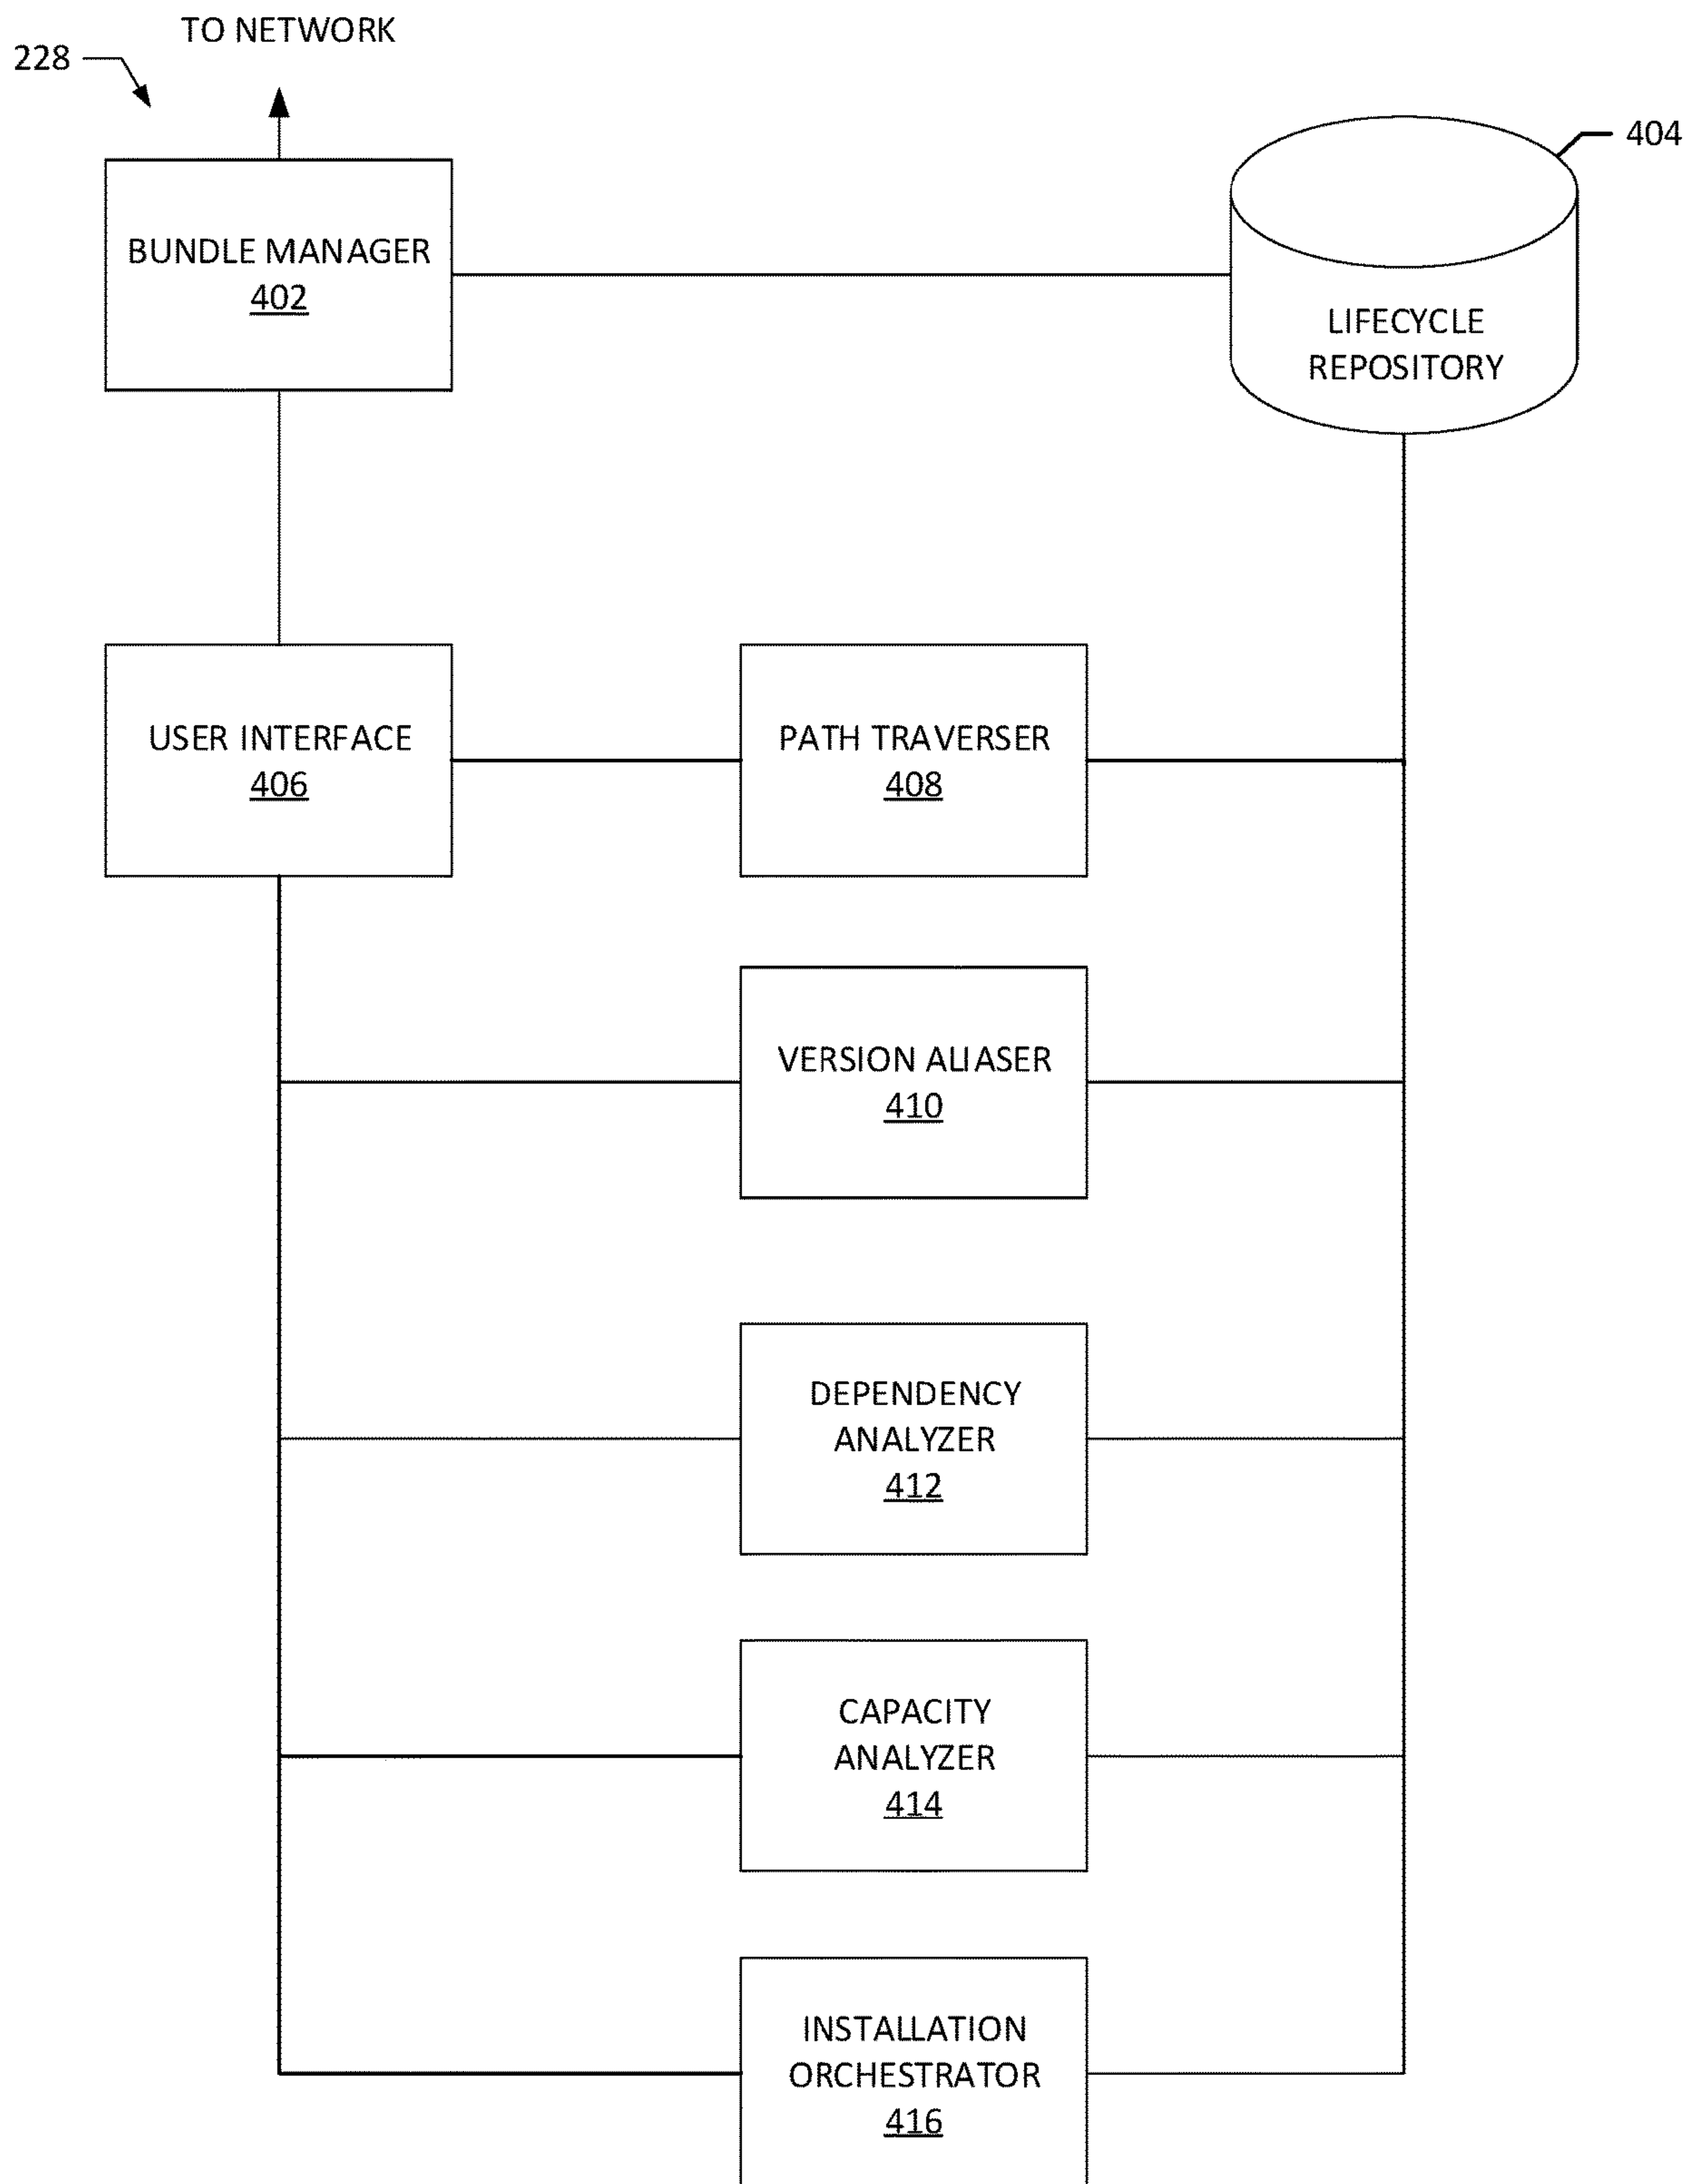 TO NETWORK
228
404
BUNDLE MANAGER
402
LIFECYCLE
REPOSITORY
USER INTERFACE
406
PATH TRAVERSER
408
VERSION ALIASER
410
DEPENDENCY
ANALYZER
412
CAPACITY
ANALYZER
414
INSTALLATION
ORCHESTRATOR
416